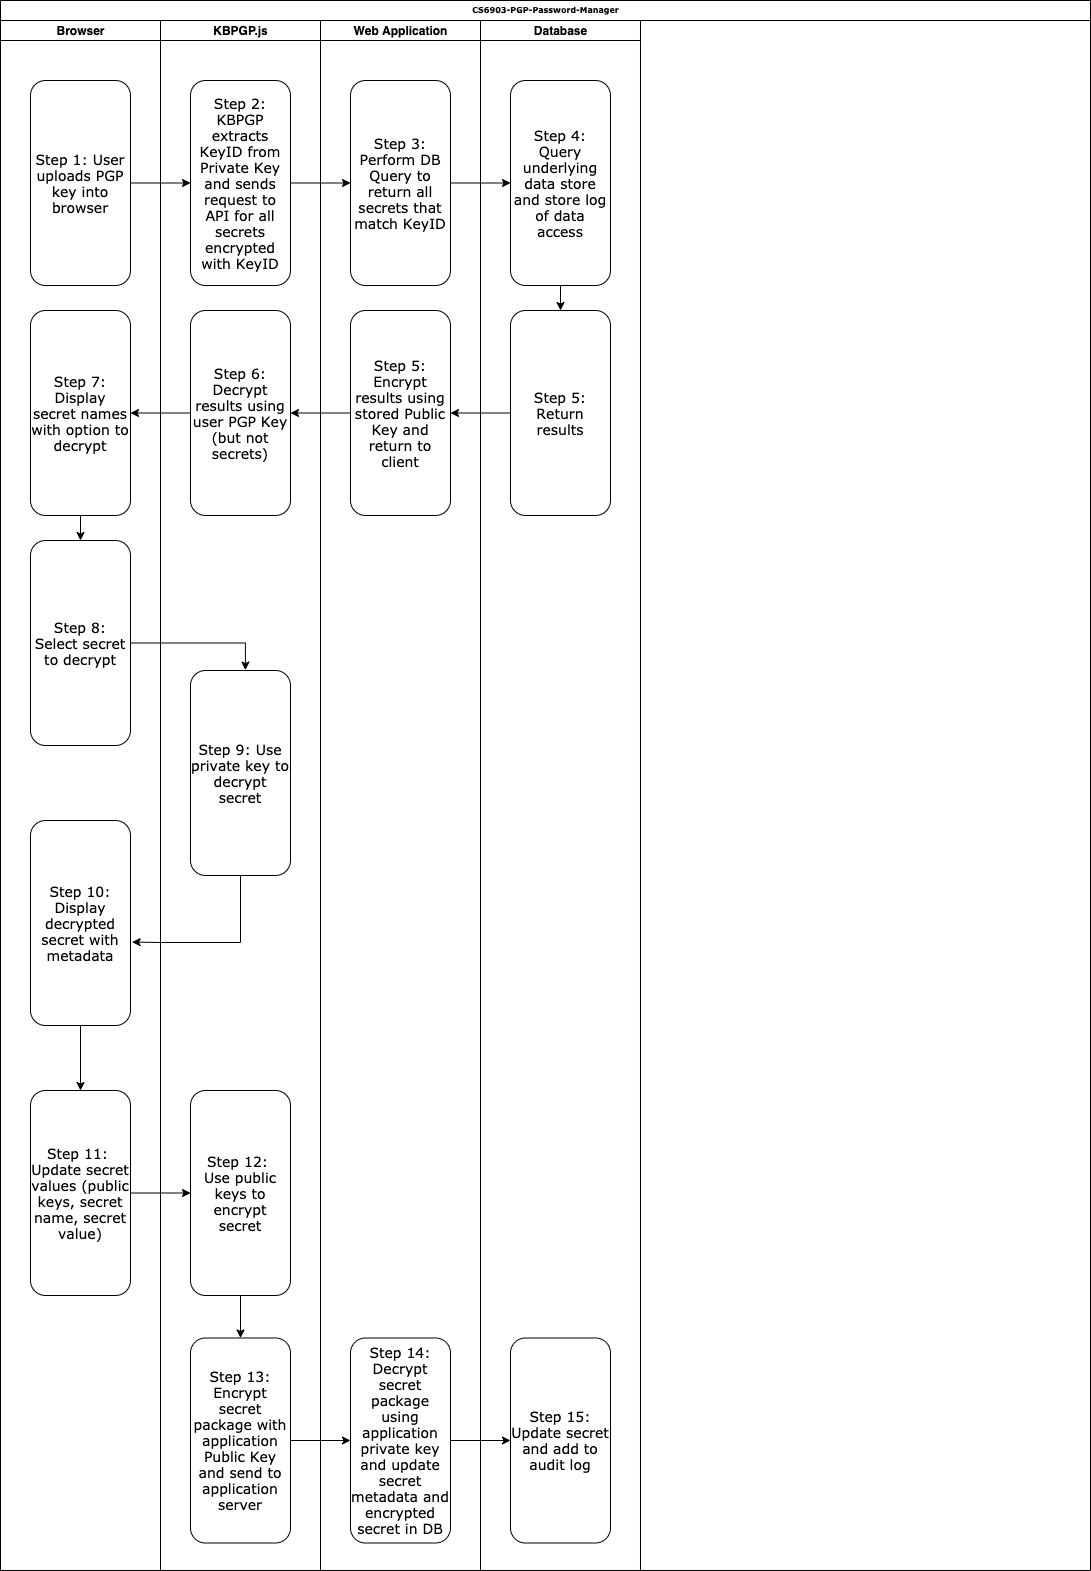 CS6903-PGP-Password-Manager
Browser
KBPGP.js
Web Application
Database
Step 1: User
uploads PGP
key into
browser
Step 2:
KBPGP
extracts
KeyID from
Private Key
and sends
request to
API for all
secrets
encrypted
with KeyID
Step 3:
Perform DB
Query to
return all
secrets that
match KeyID
Step 4:
Query
underlying
data store
and store log
of data
access
Step 7:
Display
secret names
with option to
decrypt
Step 6:
Decrypt
results using
user PGP Key
(but not
secrets)
Step 5:
Encrypt
results using
stored Public
Key and
return to
client
Step 5:
Return
results
Step 8:
Select secret
to decrypt
Step 9: Use
private key to
decrypt
secret
Step 10:
Display
decrypted
secret with
metadata
Step 11:
Update secret
values (public
keys, secret
name, secret
value)
Step 12:
Use public
keys to
encrypt
secret
Step 13:
Encrypt
secret
package with
application
Public Key
and send to
application
server
Step 14:
Decrypt
secret
package
using
application
private key
and update
secret
metadata and
encrypted
secret in DB
Step 15:
Update secret
and add to
audit log